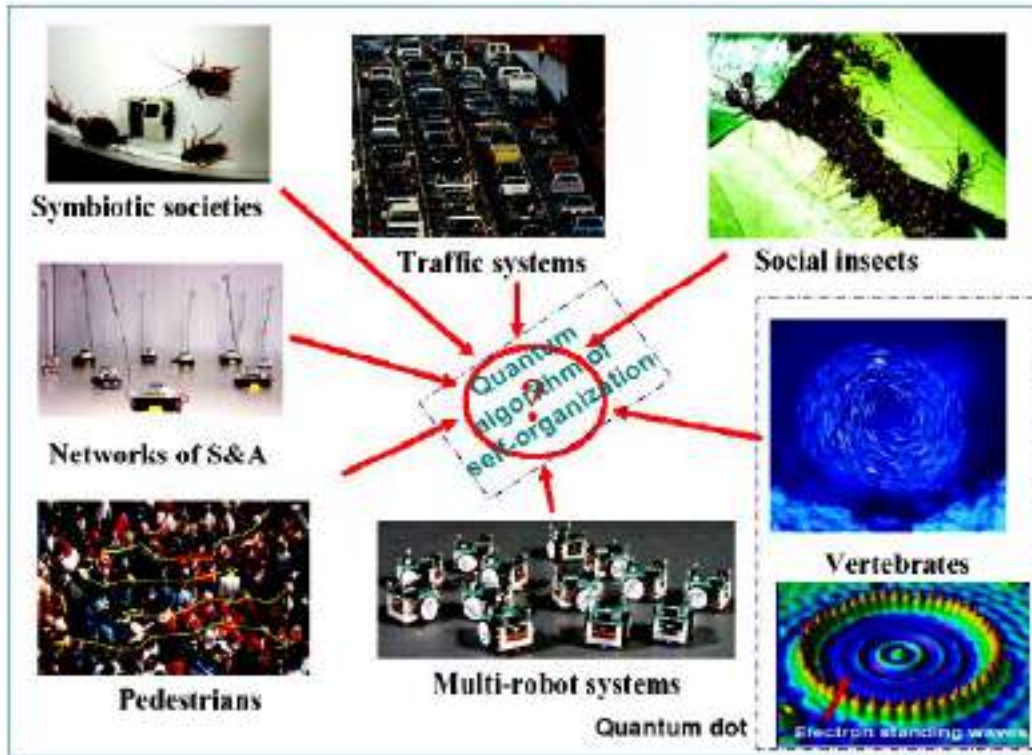 Symbiotic societies
Traffic systems
Social insects
Networks of S&A
Quantum
algorithm of
self-organization
?
Vertebrates
Pedestrians
Multi-robot systems
Quantum dot
Electron standing waves